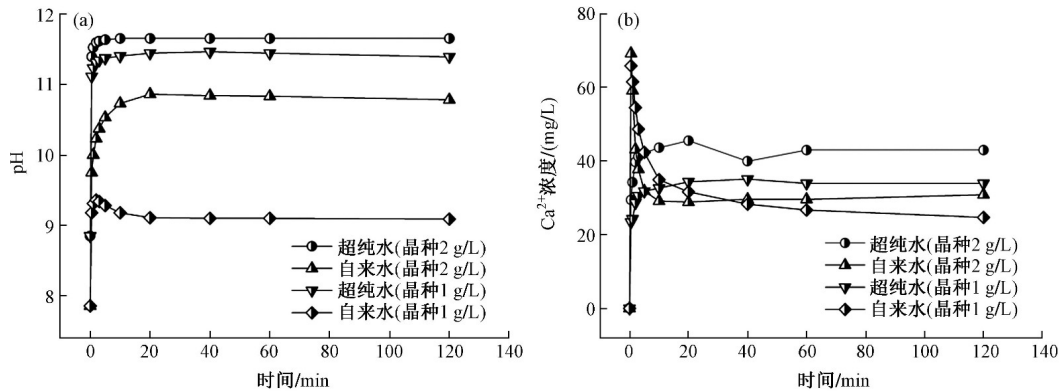 (a)
12
11
10
9
8
pH
超纯水(晶种2 g/L)
自来水(晶种2 g/L)
超纯水(晶种1 g/L)
自来水(晶种1 g/L)
0 20 40 60 80 100 120 140
时间/min
(b)
80
60
40
20
0
Ca²⁺浓度/(mg/L)
超纯水(晶种2 g/L)
自来水(晶种2 g/L)
超纯水(晶种1 g/L)
自来水(晶种1 g/L)
0 20 40 60 80 100 120 140
时间/min